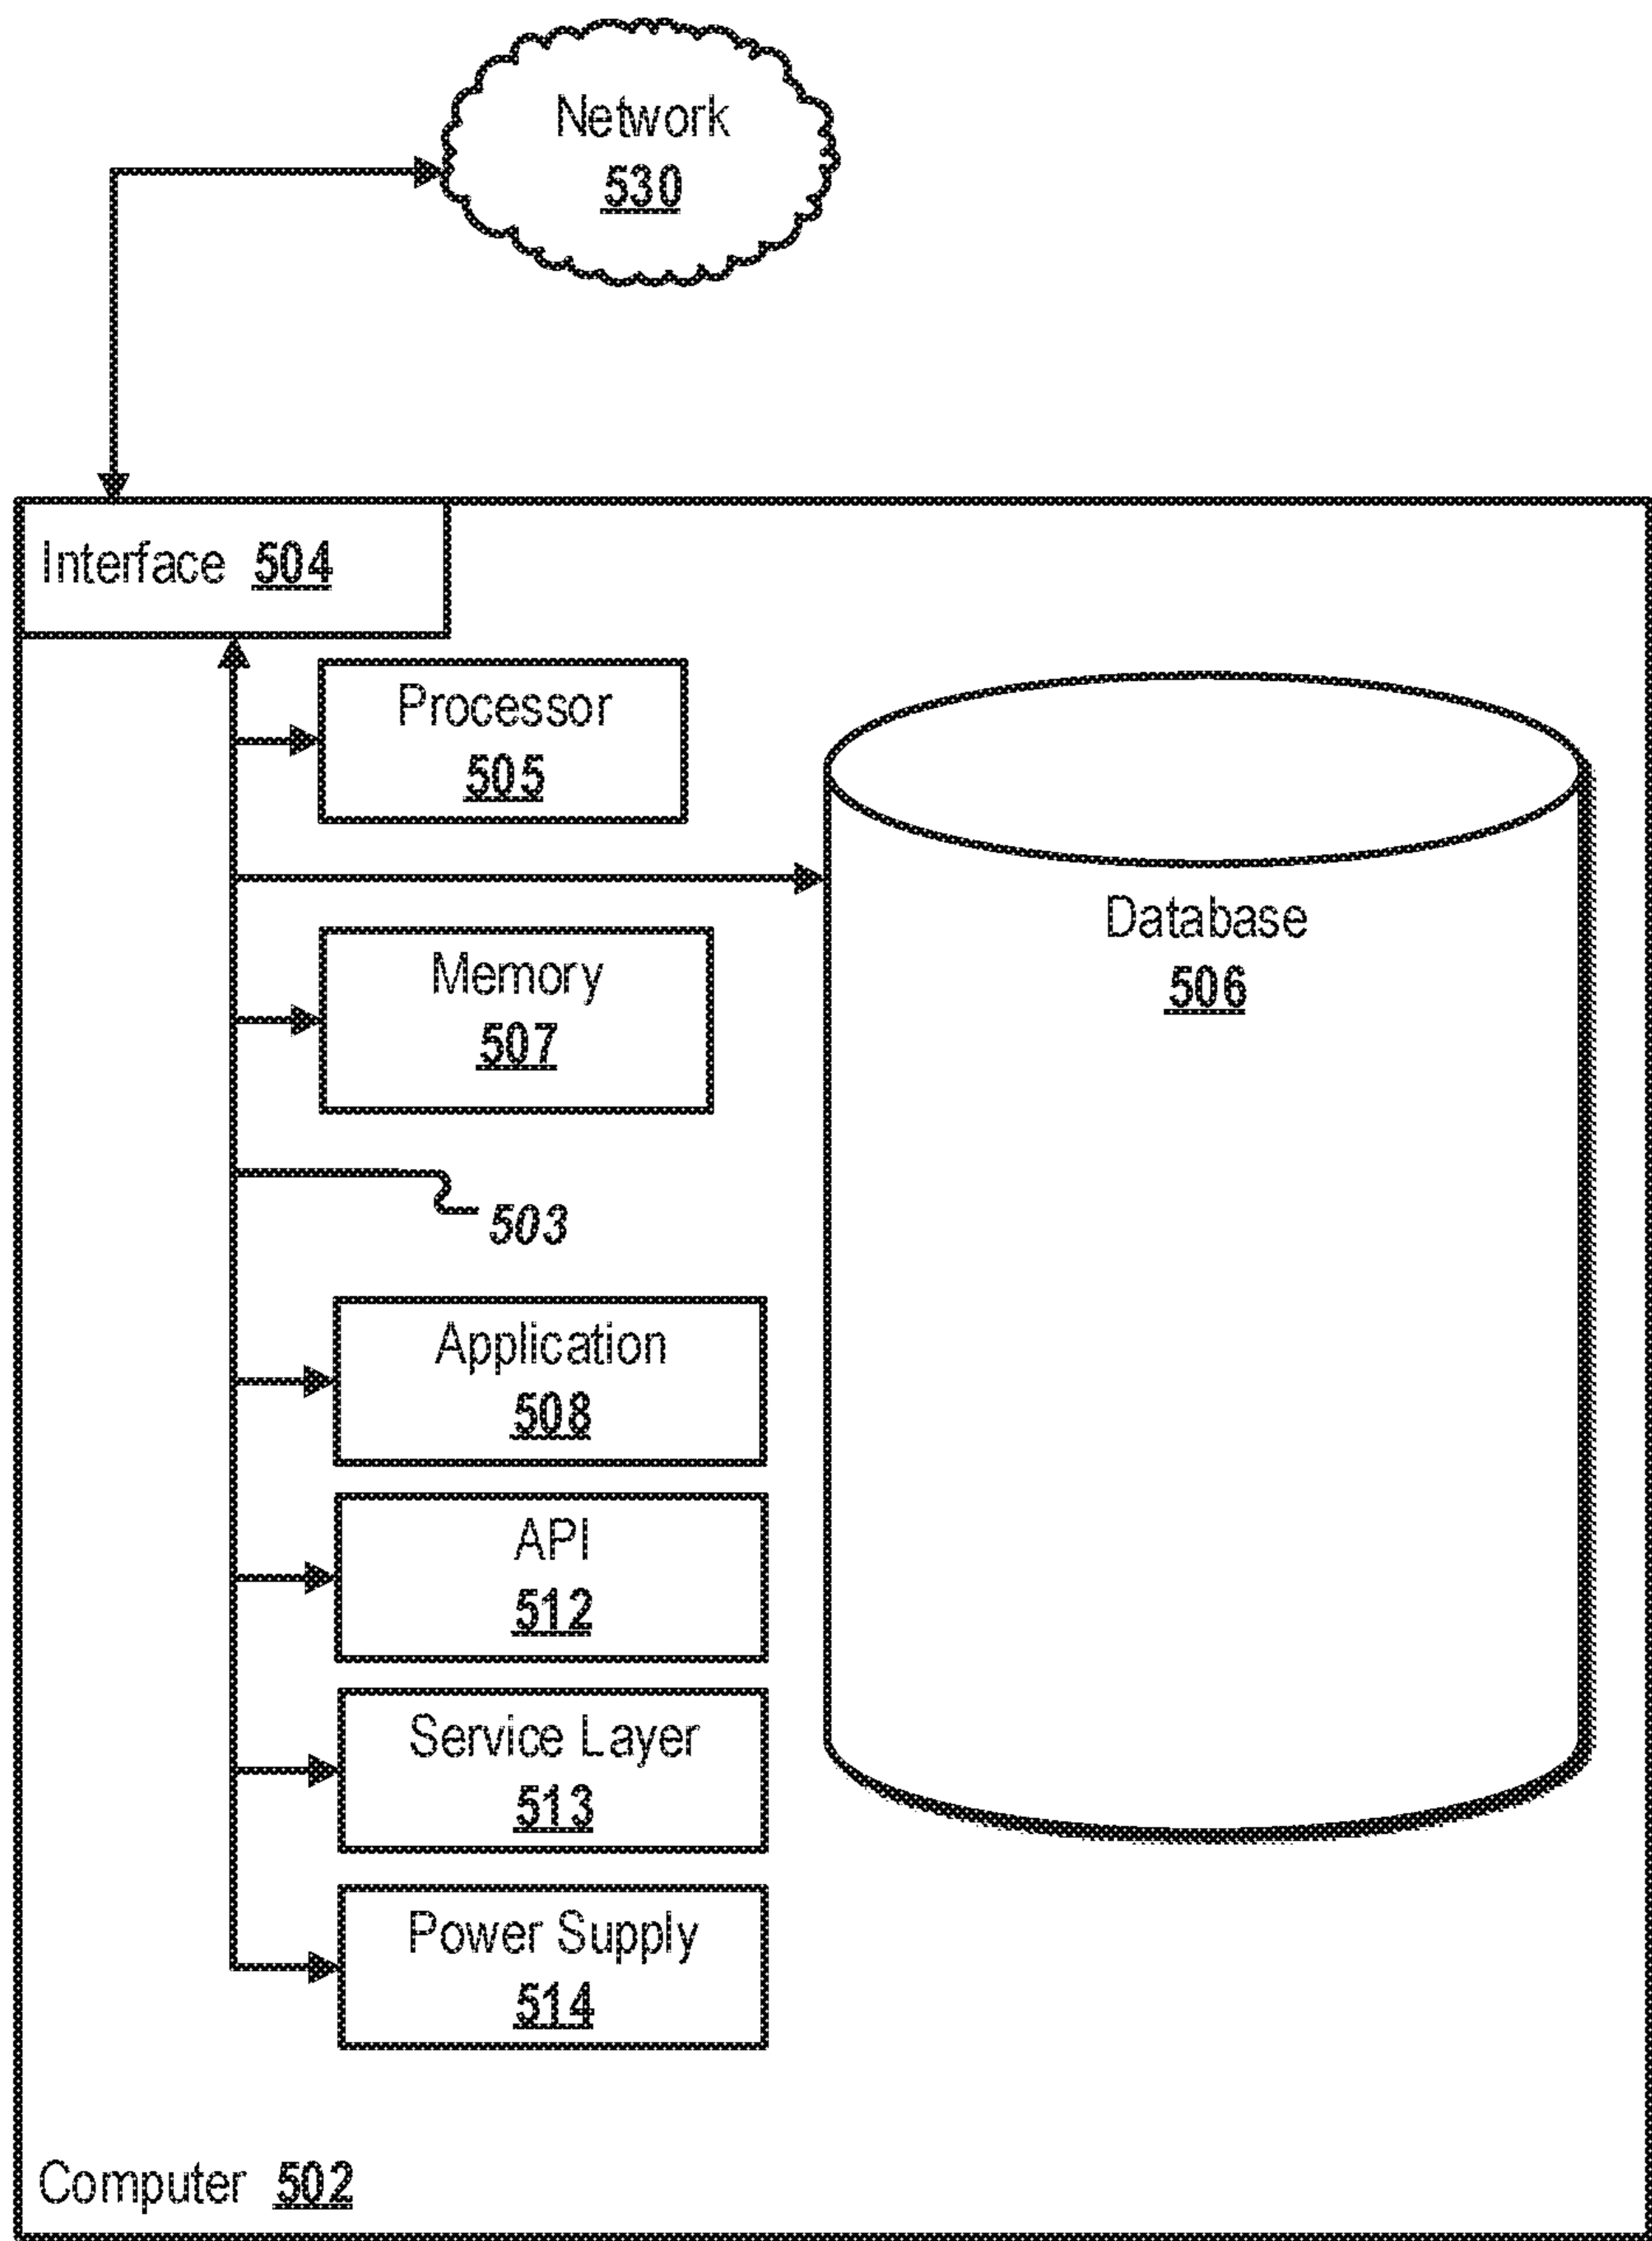 Network
530
Interface 504
Processor
505
Database
506
Memory
507
503
Application
508
API
512
Service Layer
513
Power Supply
514
Computer 502